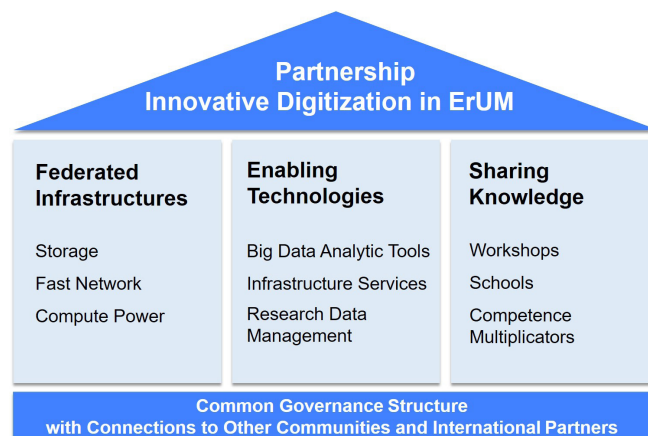 Partnership
Innovative Digitization in ErUM
Federated
Infrastructures
Storage
Fast Network
Compute Power
Enabling
Technologies
Big Data Analytic Tools
Infrastructure Services
Research Data
Management
Sharing
Knowledge
Workshops
Schools
Competence
Multiplicators
Common Governance Structure
with Connections to Other Communities and International Partners